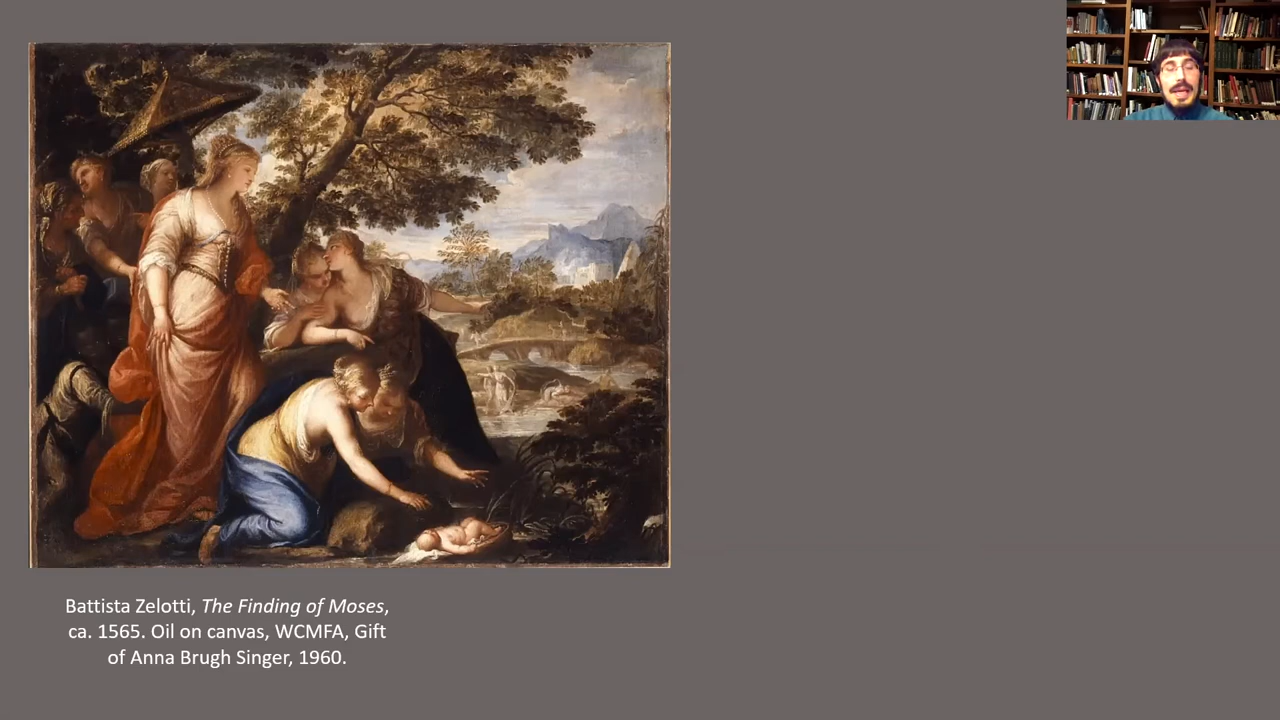 Battista Zelotti, The Finding of Moses,
ca. 1565. Oil on canvas, WCMFA, Gift
of Anna Brugh Singer, 1960.